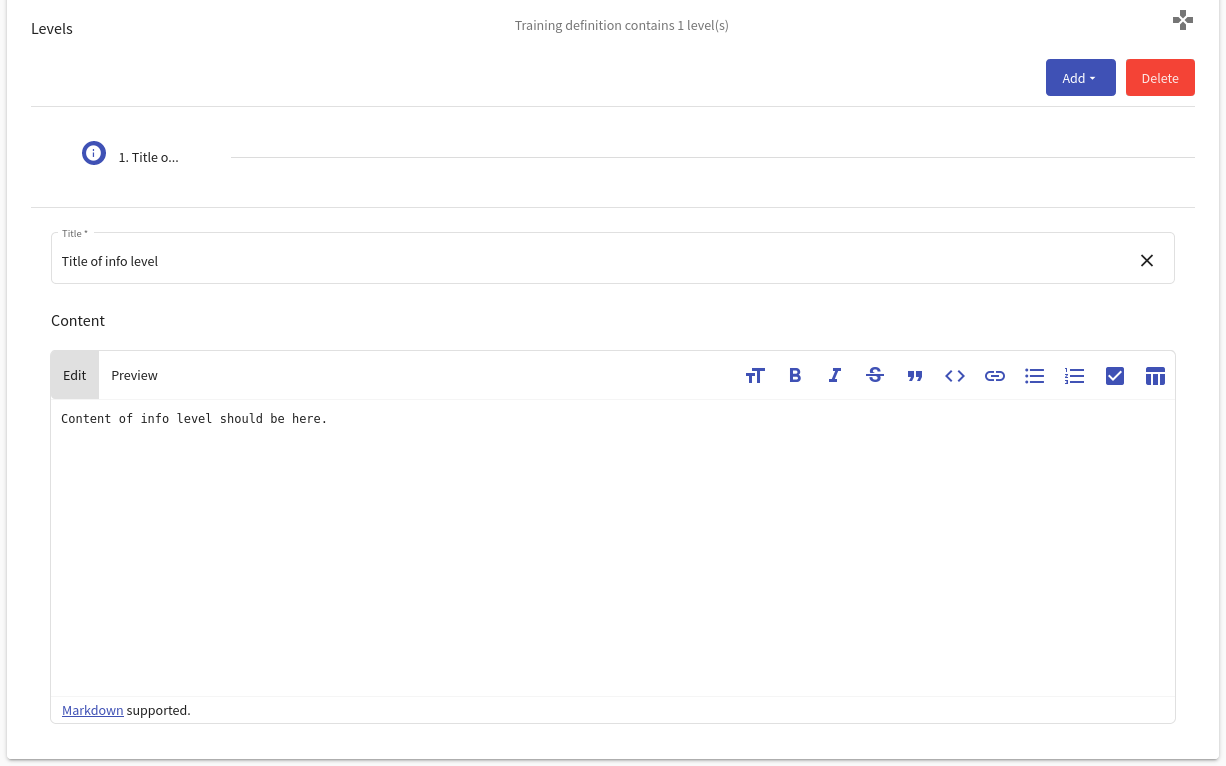 Levels
Training definition contains 1 level(s)
Add
Delete
1. Title o...
Title *
Title of info level
Content
Edit
Preview
Content of info level should be here.
Markdown supported.